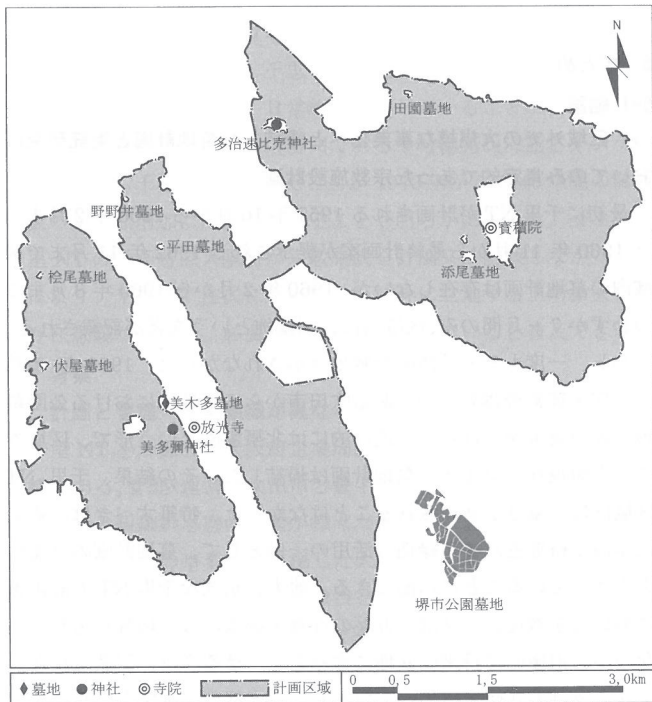 N
田園墓地
多治速比売神社
野野井墓地
寳積院
平田墓地
添尾墓地
桧尾墓地
伏屋墓地
美木多墓地
放光寺
美多彌神社
堺市公園墓地
墓地 神社 寺院 計画区域
0 0,5 1,5 3,0km